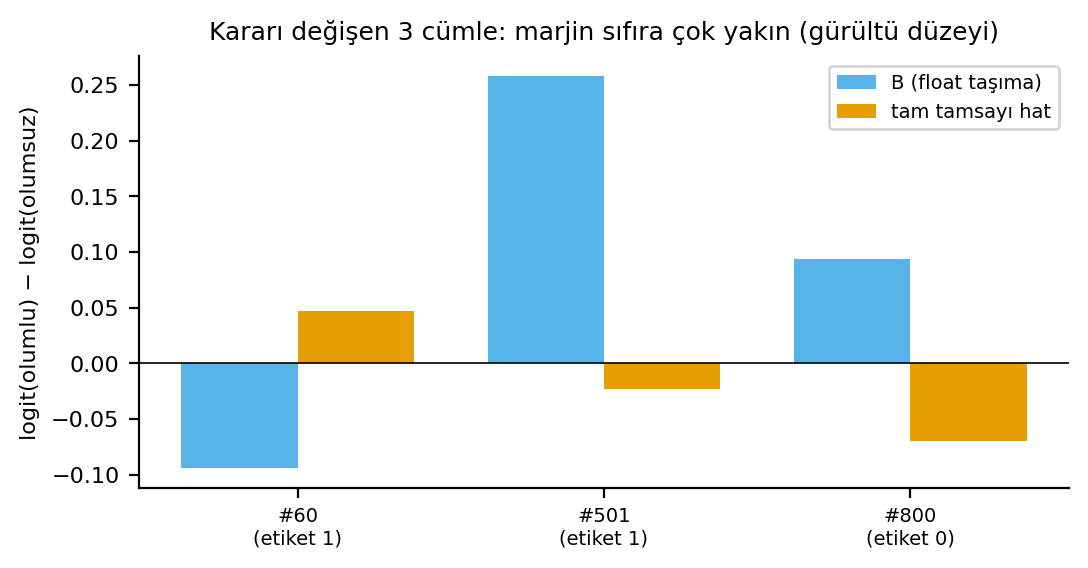 Kararı değişen 3 cümle: marjin sıfıra çok yakın (gürültü düzeyi)
B (float taşıma)
tam tamsayı hat
logit(olumlu) − logit(olumsuz)
0.25
0.20
0.15
0.10
0.05
0.00
−0.05
−0.10
#60
(etiket 1)
#501
(etiket 1)
#800
(etiket 0)